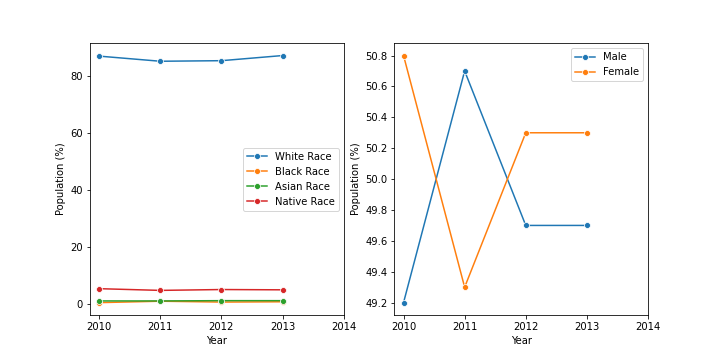 80
60
40
20
0
Population (%)
2010 2011 2012 2013 2014
Year
White Race
Black Race
Asian Race
Native Race
50.8
50.6
50.4
50.2
50.0
49.8
49.6
49.4
49.2
Population (%)
2010 2011 2012 2013 2014
Year
Male
Female